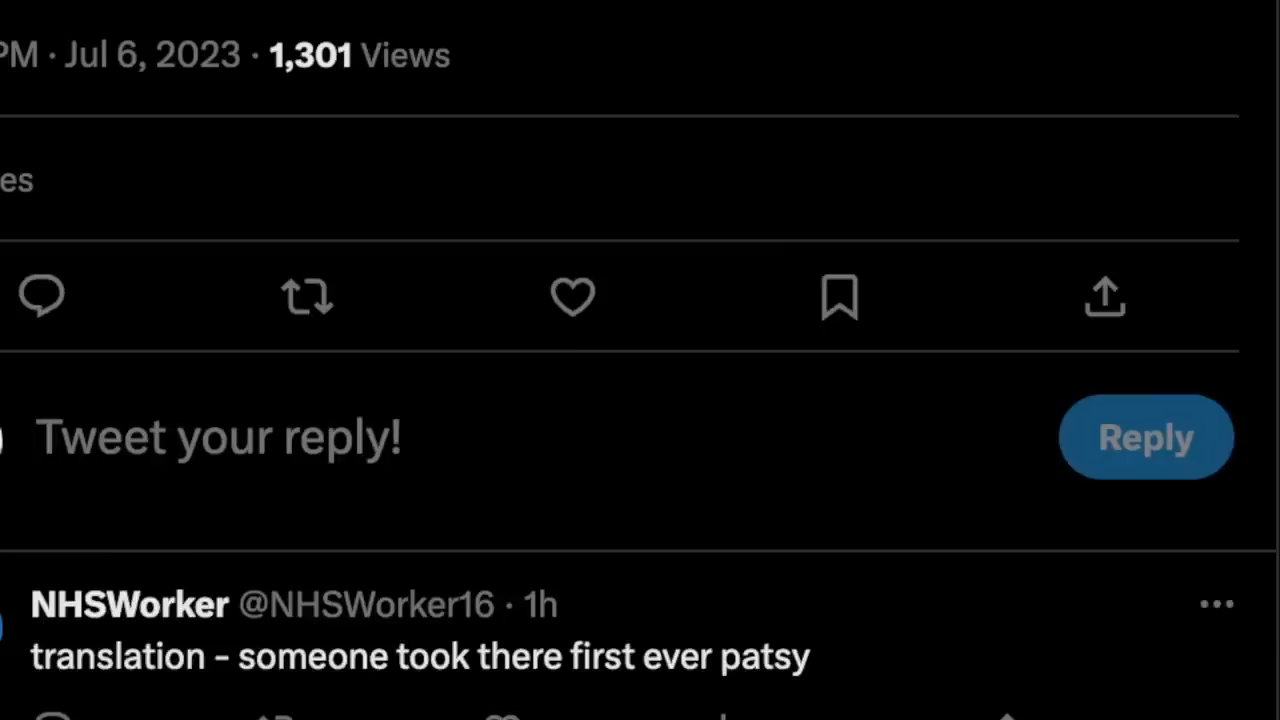 PM · Jul 6, 2023 · 1,301 Views
es
Tweet your reply!
Reply
NHSWorker @NHSWorker16 · 1h
translation - someone took there first ever patsy